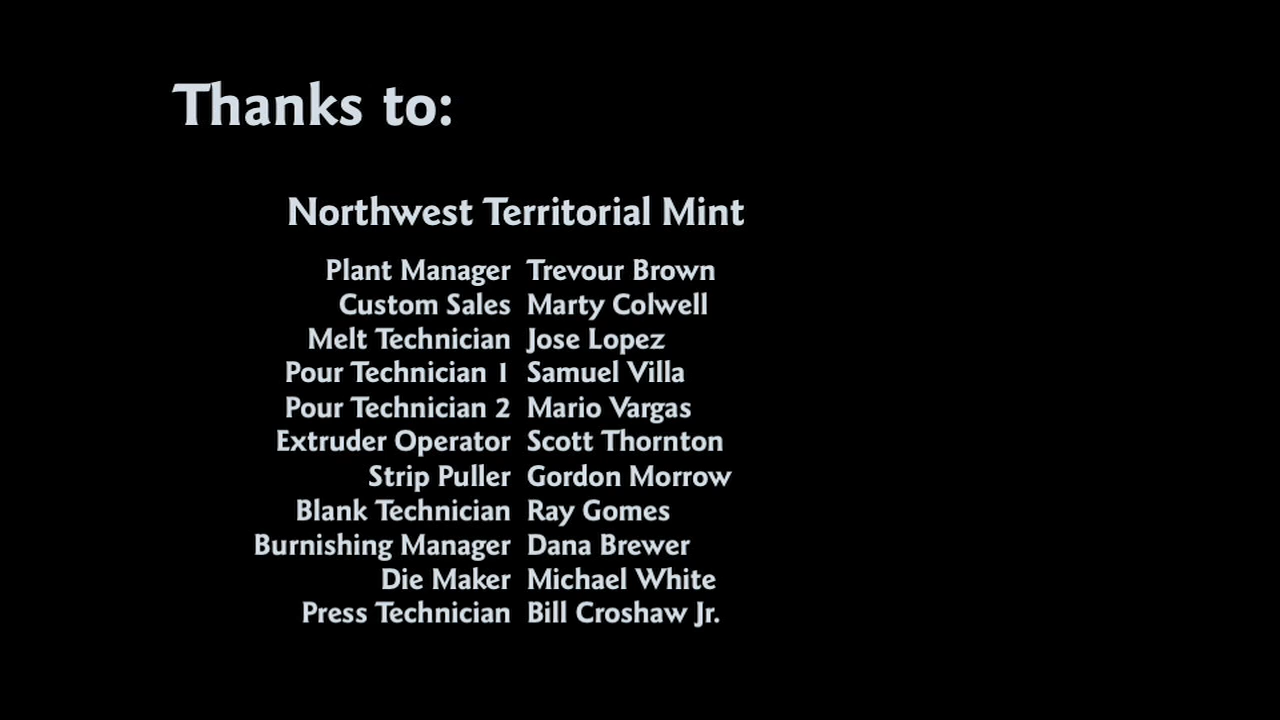 Thanks to:
Northwest Territorial Mint
Plant Manager Trevour Brown
Custom Sales Marty Colwell
Melt Technician Jose Lopez
Pour Technician 1 Samuel Villa
Pour Technician 2 Mario Vargas
Extruder Operator Scott Thornton
Strip Puller Gordon Morrow
Blank Technician Ray Gomes
Burnishing Manager Dana Brewer
Die Maker Michael White
Press Technician Bill Croshaw Jr.